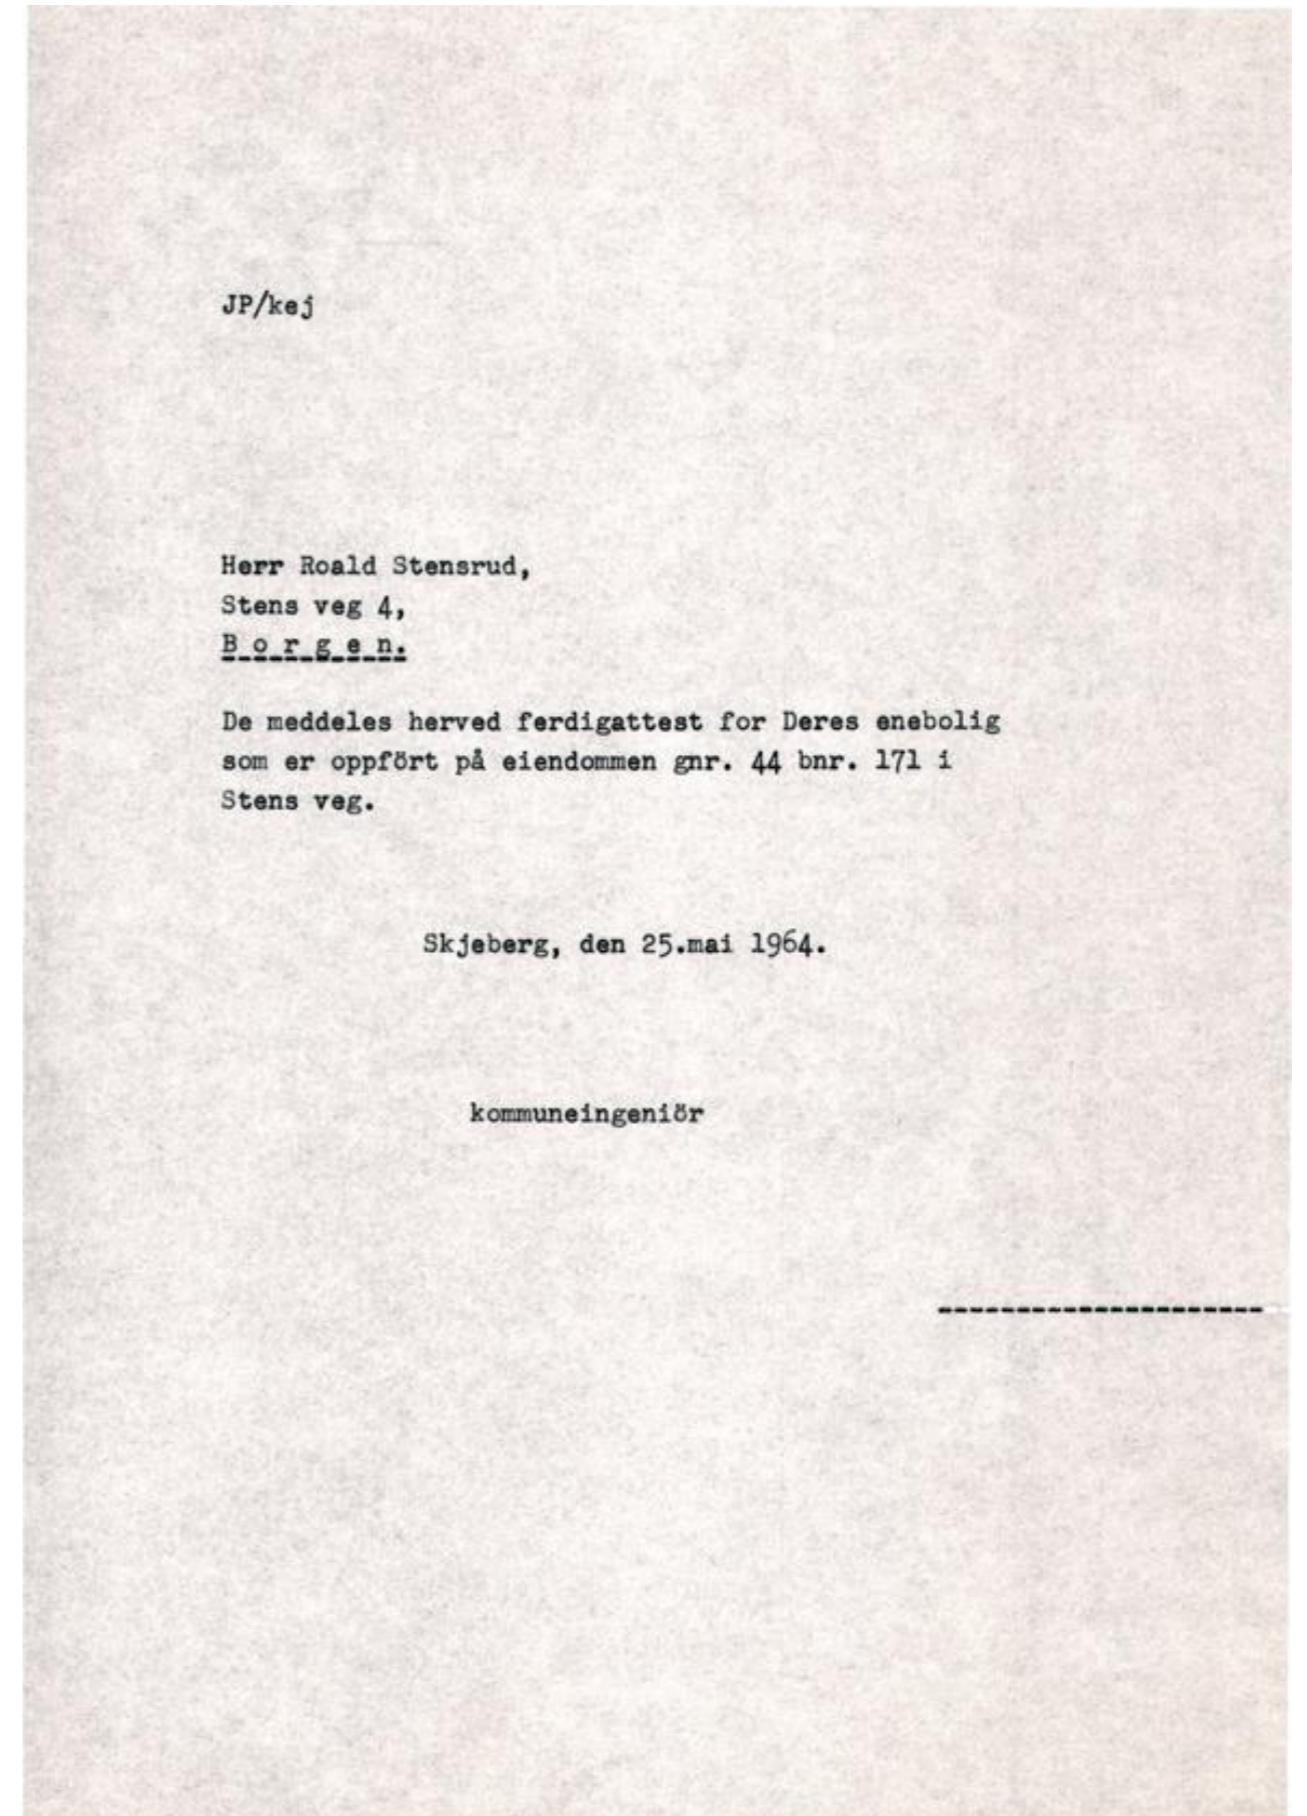 JP/kej
Herr Roald Stensrud,
Stens veg 4,
B o r g e n.
De meddeles herved ferdigattest for Deres enebolig
som er oppfört på eiendommen gnr. 44 bnr. 171 i
Stens veg.
Skjeberg, den 25.mai 1964.
kommuneingeniör
---------------------